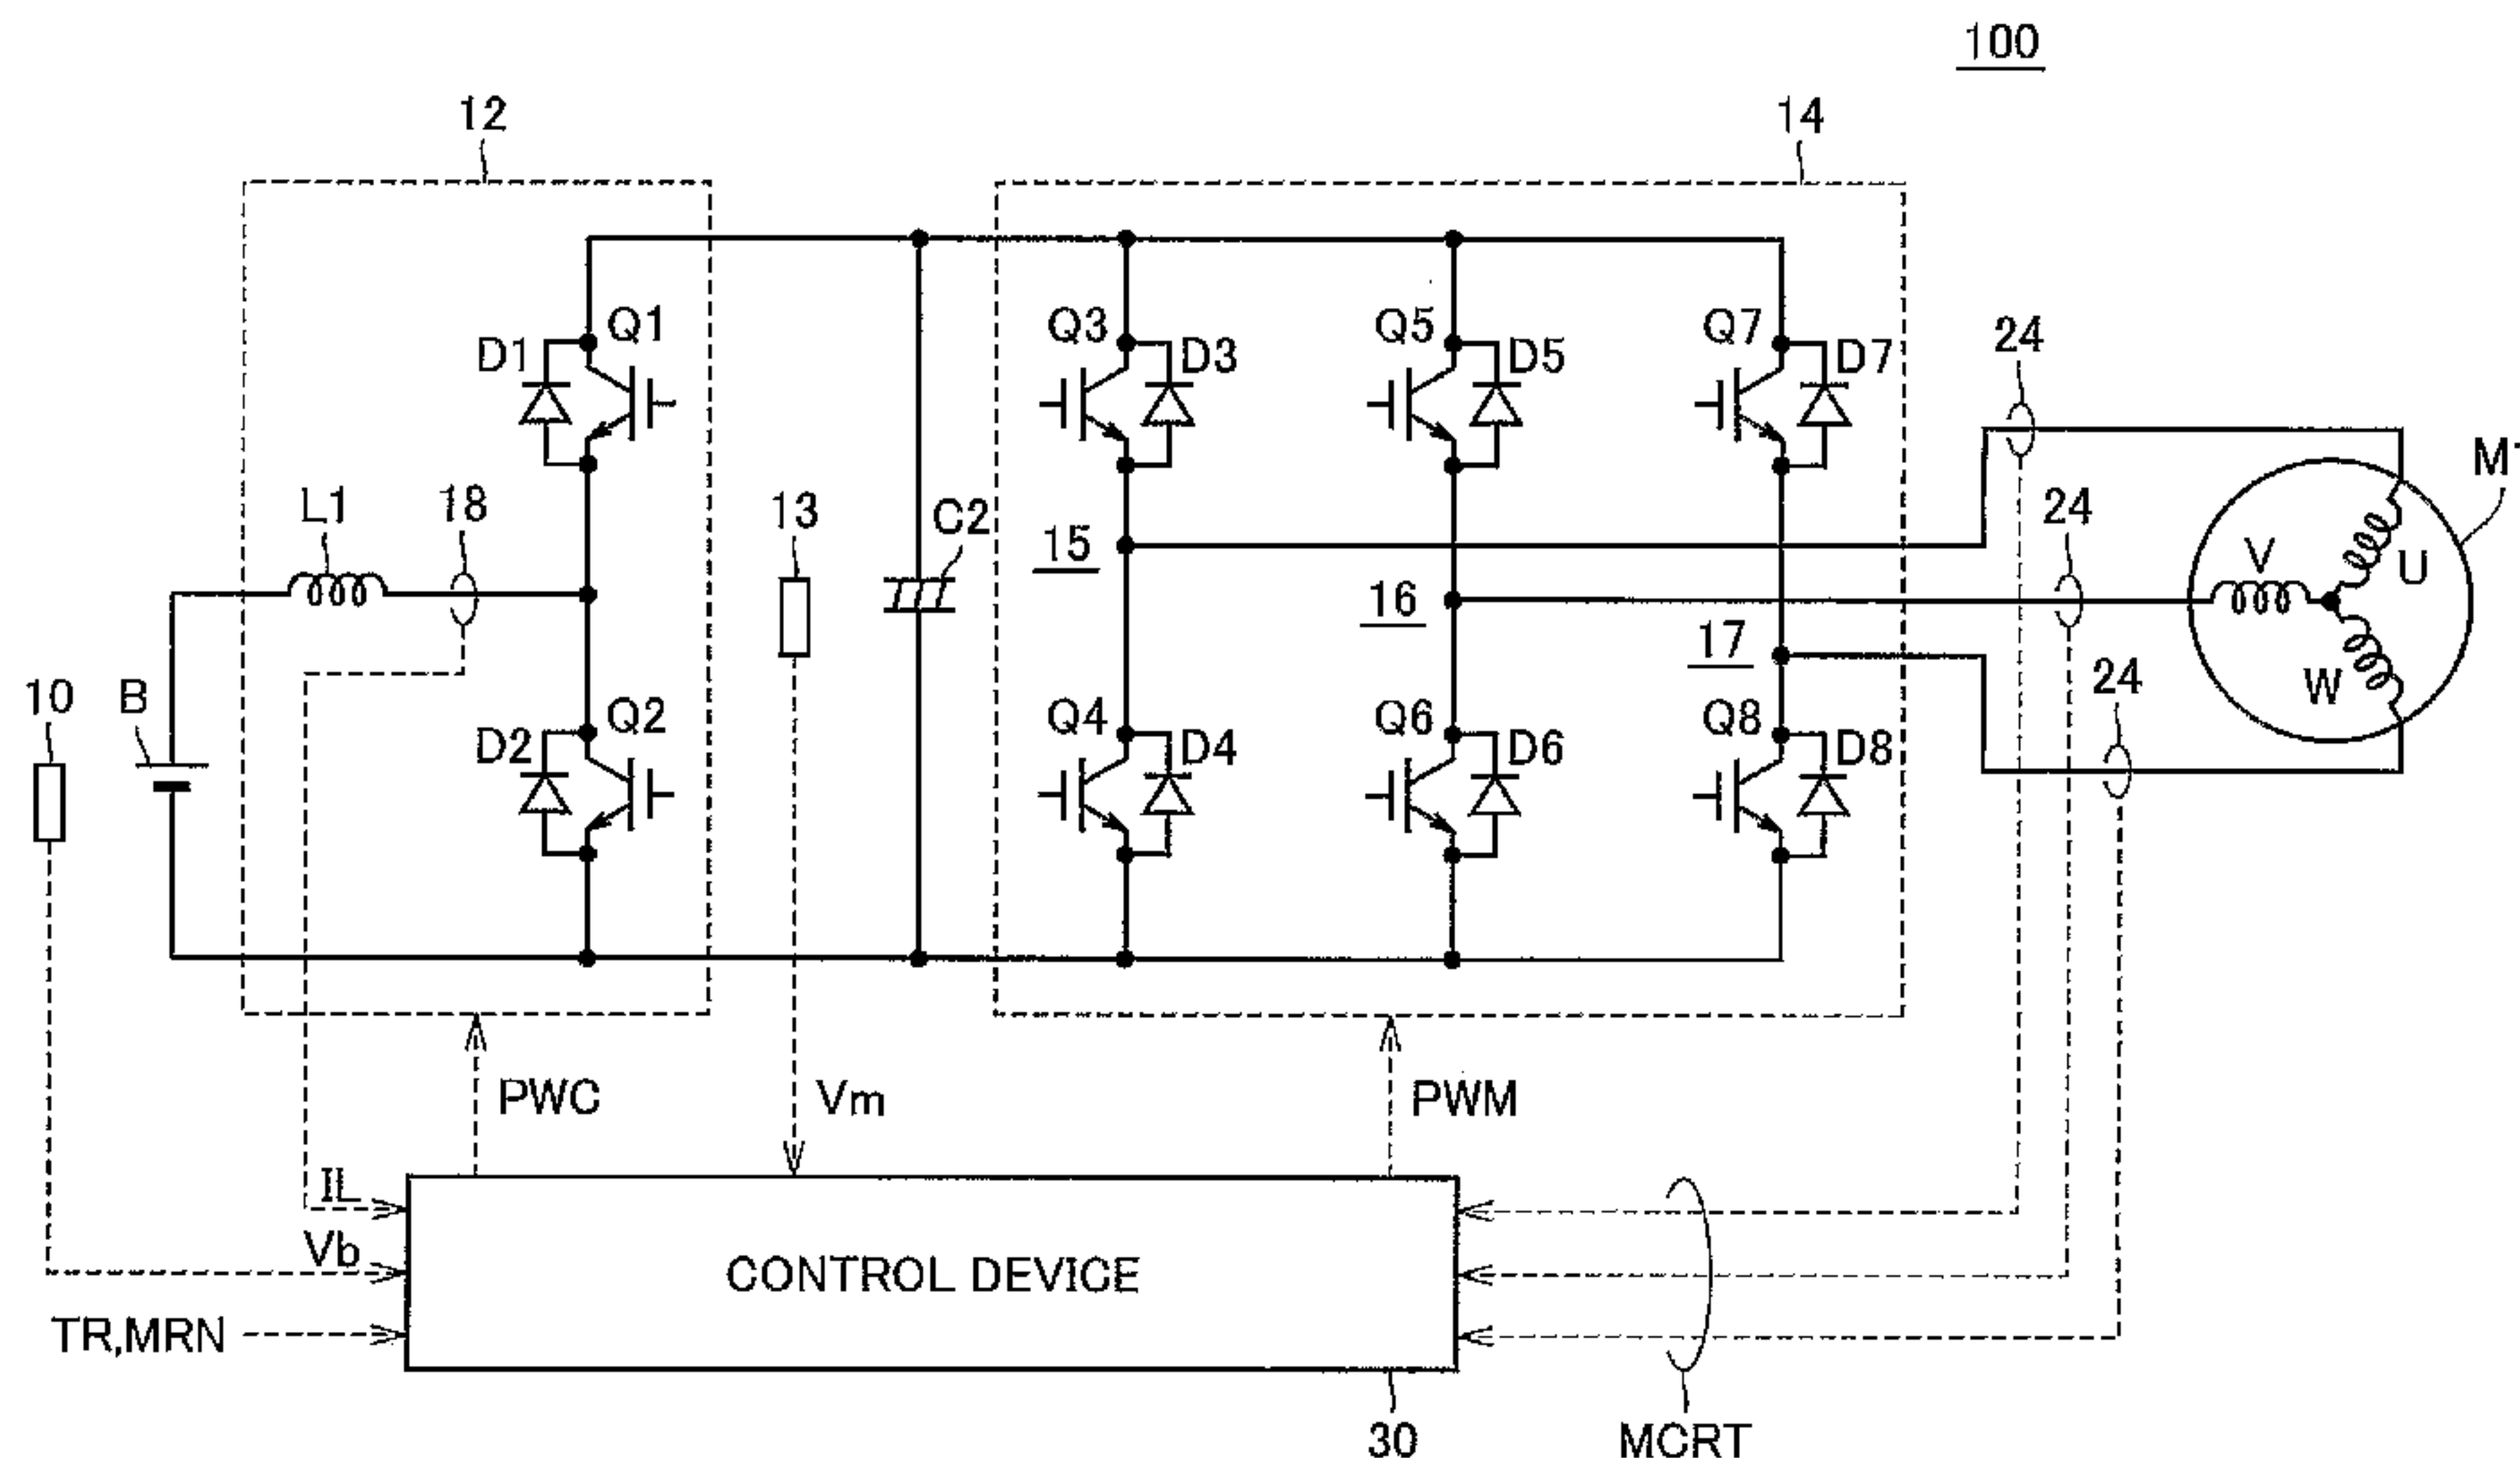 100
12
14
Q1
D1
Q3
D3
Q5
D5
Q7
D7
24
M1
L1
18
13
C2
15
24
V
U
16
17
W
24
10
B
Q2
D2
Q4
D4
Q6
D6
Q8
D8
PWC
Vm
PWM
IL
Vb
CONTROL DEVICE
TR,MRN
30
MCRT